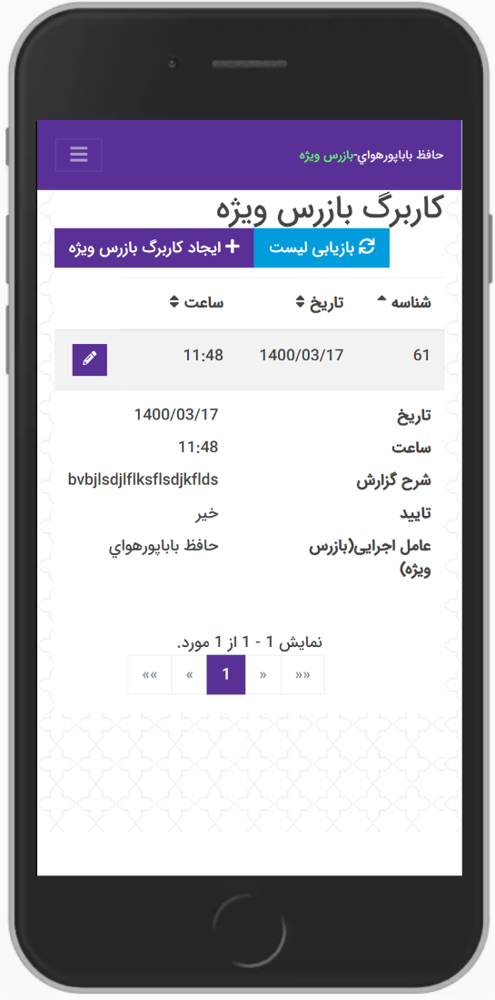 حافظ باباپورهواي-بازرس ویژه
کاربرگ بازرس ویژه
بازیابی لیست
ایجاد کاربرگ بازرس ویژه
شناسه تاریخ ساعت
61 1400/03/17 11:48
تاریخ 1400/03/17
ساعت 11:48
شرح گزارش bvbjlsdjlflksflsdjkflds
تایید خیر
عامل اجرایی(بازرس ویژه) حافظ باباپورهواي
نمایش 1 - 1 از 1 مورد.
«« « 1 » »»